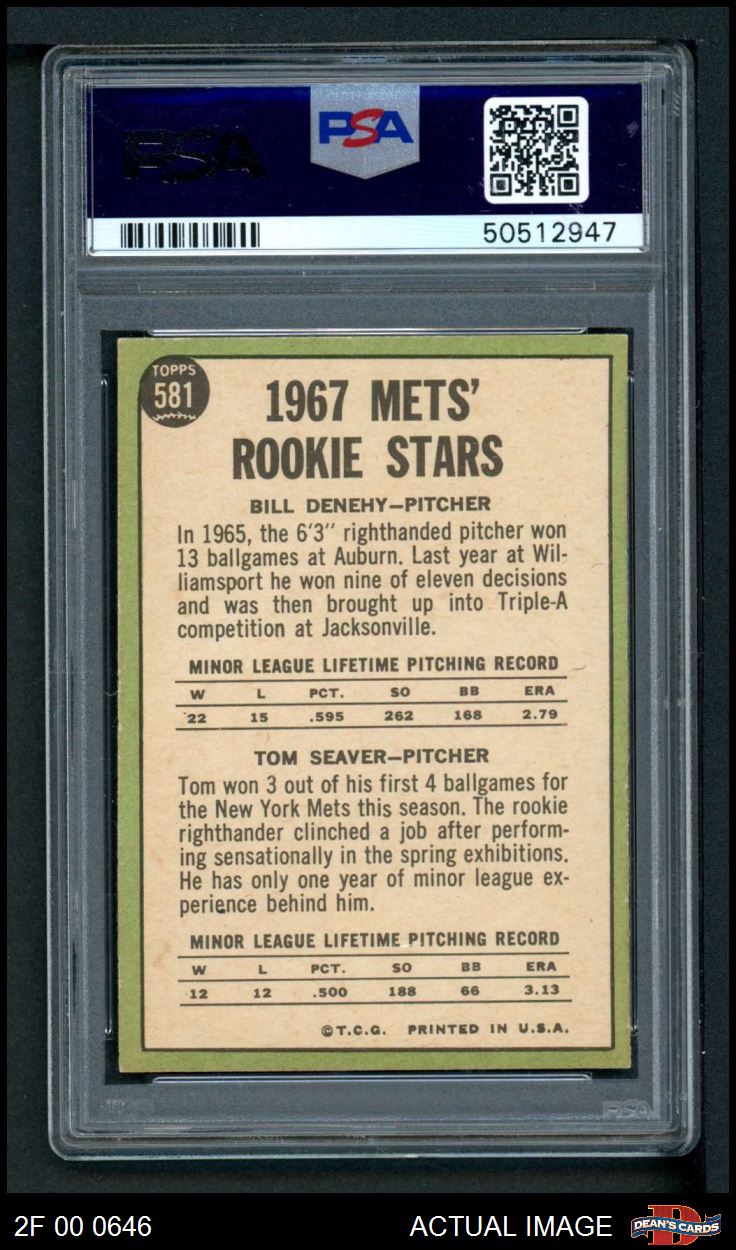 PSA
PSA
50512947
TOPPS
581
1967 METS'
ROOKIE STARS
BILL DENEHY—PITCHER
In 1965, the 6'3" righthanded pitcher won
13 ballgames at Auburn. Last year at Wil-
liamsport he won nine of eleven decisions
and was then brought up into Triple-A
competition at Jacksonville.
MINOR LEAGUE LIFETIME PITCHING RECORD
W L PCT. SO BB ERA
22 15 .595 262 168 2.79
TOM SEAVER—PITCHER
Tom won 3 out of his first 4 ballgames for
the New York Mets this season. The rookie
righthander clinched a job after perform-
ing sensationally in the spring exhibitions.
He has only one year of minor league ex-
perience behind him.
MINOR LEAGUE LIFETIME PITCHING RECORD
W L PCT. SO BB ERA
12 12 .500 188 66 3.13
©T.C.G. PRINTED IN U.S.A.
PSA
2F 00 0646 ACTUAL IMAGE DEAN'S CARDS